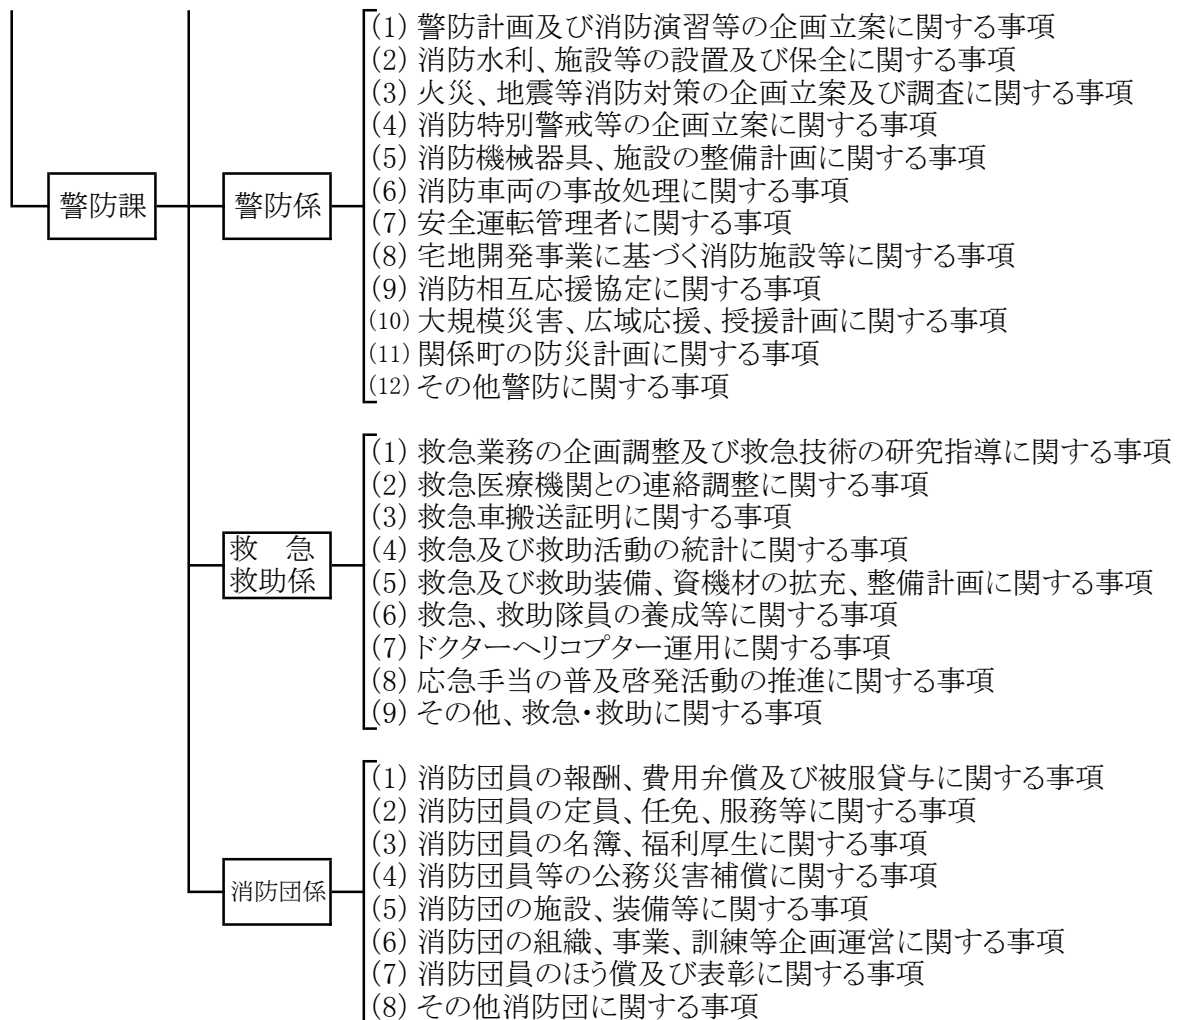 警防課
警防係
(1) 警防計画及び消防演習等の企画立案に関する事項
(2) 消防水利、施設等の設置及び保全に関する事項
(3) 火災、地震等消防対策の企画立案及び調査に関する事項
(4) 消防特別警戒等の企画立案に関する事項
(5) 消防機械器具、施設の整備計画に関する事項
(6) 消防車両の事故処理に関する事項
(7) 安全運転管理者に関する事項
(8) 宅地開発事業に基づく消防施設等に関する事項
(9) 消防相互応援協定に関する事項
(10) 大規模災害、広域応援、授援計画に関する事項
(11) 関係町の防災計画に関する事項
(12) その他警防に関する事項
救　急
救助係
(1) 救急業務の企画調整及び救急技術の研究指導に関する事項
(2) 救急医療機関との連絡調整に関する事項
(3) 救急車搬送証明に関する事項
(4) 救急及び救助活動の統計に関する事項
(5) 救急及び救助装備、資機材の拡充、整備計画に関する事項
(6) 救急、救助隊員の養成等に関する事項
(7) ドクターヘリコプター運用に関する事項
(8) 応急手当の普及啓発活動の推進に関する事項
(9) その他、救急・救助に関する事項
消防団係
(1) 消防団員の報酬、費用弁償及び被服貸与に関する事項
(2) 消防団員の定員、任免、服務等に関する事項
(3) 消防団員の名簿、福利厚生に関する事項
(4) 消防団員等の公務災害補償に関する事項
(5) 消防団の施設、装備等に関する事項
(6) 消防団の組織、事業、訓練等企画運営に関する事項
(7) 消防団員のほう償及び表彰に関する事項
(8) その他消防団に関する事項